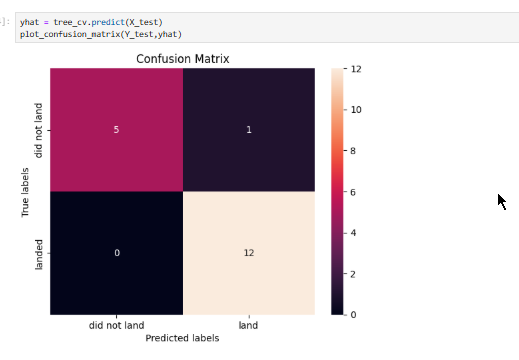 ]:
yhat = tree_cv.predict(X_test)
plot_confusion_matrix(Y_test,yhat)
Confusion Matrix
True labels
did not land
landed
5
1
0
12
did not land
land
Predicted labels
12
10
8
6
4
2
0